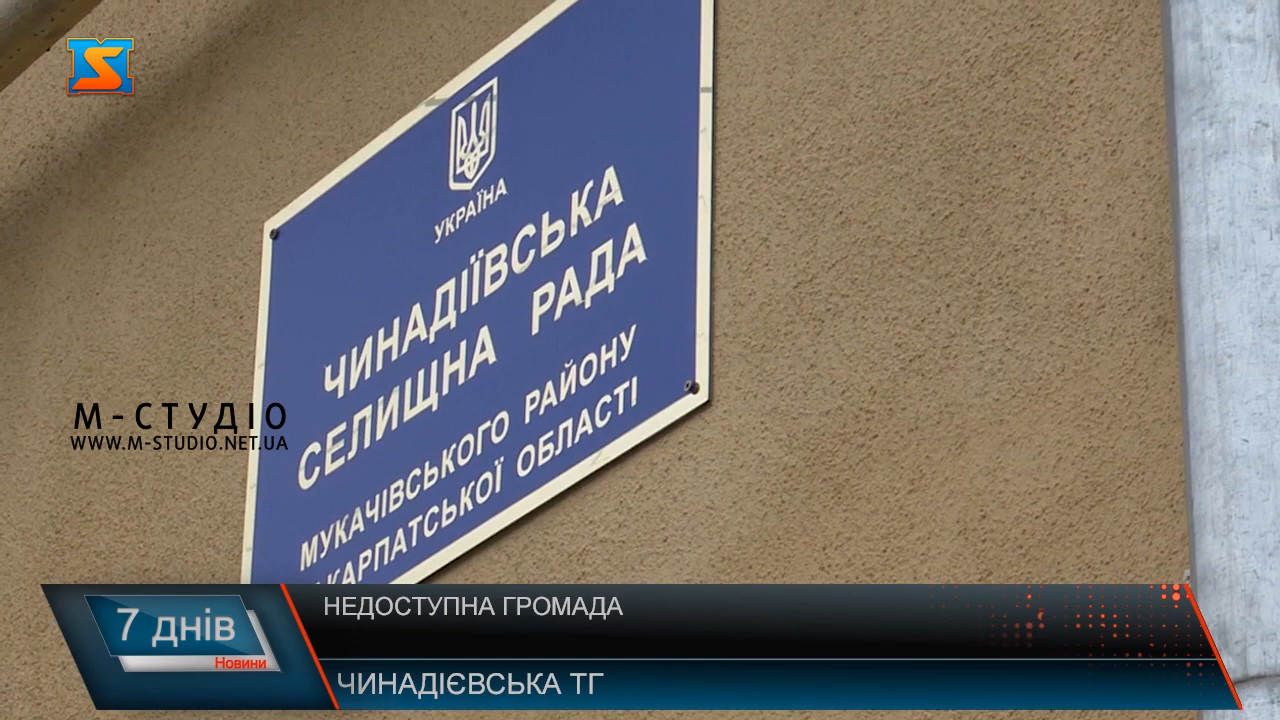 УКРАЇНА
ЧИНАДІЇВСЬКА
СЕЛИЩНА РАДА
МУКАЧІВСЬКОГО РАЙОНУ
КАРПАТСЬКОЇ ОБЛАСТІ
М-СТУДІО
WWW.M-STUDIO.NET.UA
7 днів
Новини
НЕДОСТУПНА ГРОМАДА
ЧИНАДІЄВСЬКА ТГ